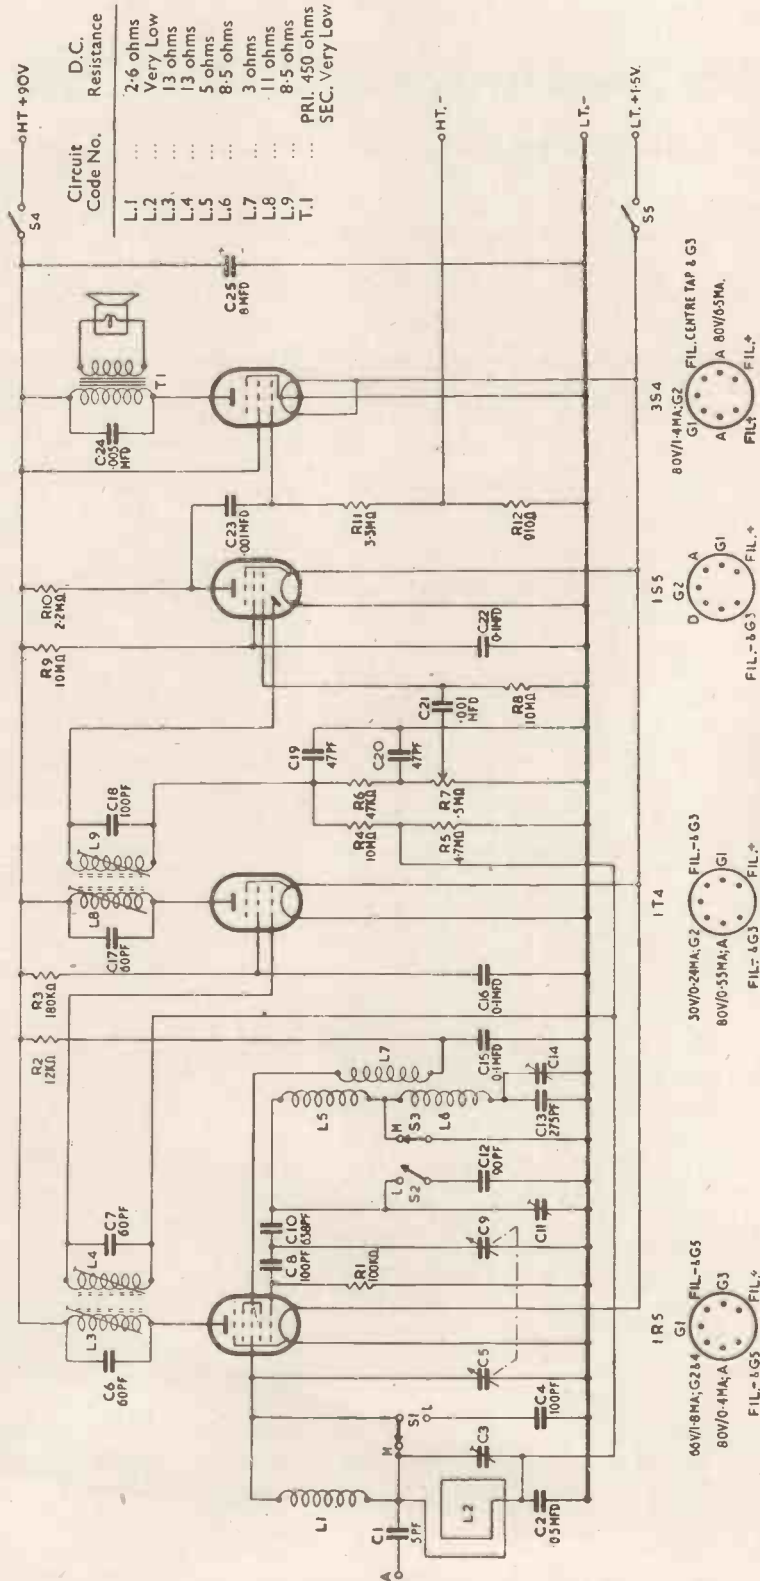 HT +90V
S4
Circuit Code No. D.C. Resistance
L.1 ... 2·6 ohms
L.2 ... Very Low
L.3 ... 13 ohms
L.4 ... 13 ohms
L.5 ... 5 ohms
L.6 ... 8·5 ohms
L.7 ... 3 ohms
L.8 ... 11 ohms
L.9 ... 8·5 ohms
T.1 ... PRI. 450 ohms
SEC. Very Low
HT.-
LT.-
LT.+1·5V.
S5
C25
8MFD
+
T1
C24
·005
MFD
C23
·001MFD
R11
3·3MΩ
R12
910Ω
R10
2·2MΩ
R9
10MΩ
C22
0·1MFD
C21
·001
MFD
R8
10MΩ
C19
47PF
C20
47PF
R6
47KΩ
R7
·5MΩ
R4
10MΩ
R5
4·7MΩ
L9
C18
100PF
L8
C17
60PF
R3
180KΩ
R2
12KΩ
C16
0·1MFD
C15
0·1MFD
L7
L5
L6
S3
M
C14
C13
275PF
L
S2
C12
90PF
C11
C9
C10
658PF
C8
100PF
R1
100KΩ
L4
C7
60PF
L3
C6
60PF
C5
S1
M
L
C4
100PF
C3
L1
L2
C1
5PF
A
C2
·05MFD
1R5
66V/1·8MA;G2&4
G1
FIL-&G5
80V/0·4MA;A
G3
FIL-&G5
FIL.+
1T4
30V/0·24MA;G2
FIL.-&G3
80V/0·55MA;A
G1
FIL-&G3
FIL.+
1S5
G2
D
A
G1
FIL.-&G3
FIL.+
3S4
80V/1·4MA;G2
G1
FIL.CENTRE TAP & G3
A
A 80V/6·5MA.
FIL+
FIL.+